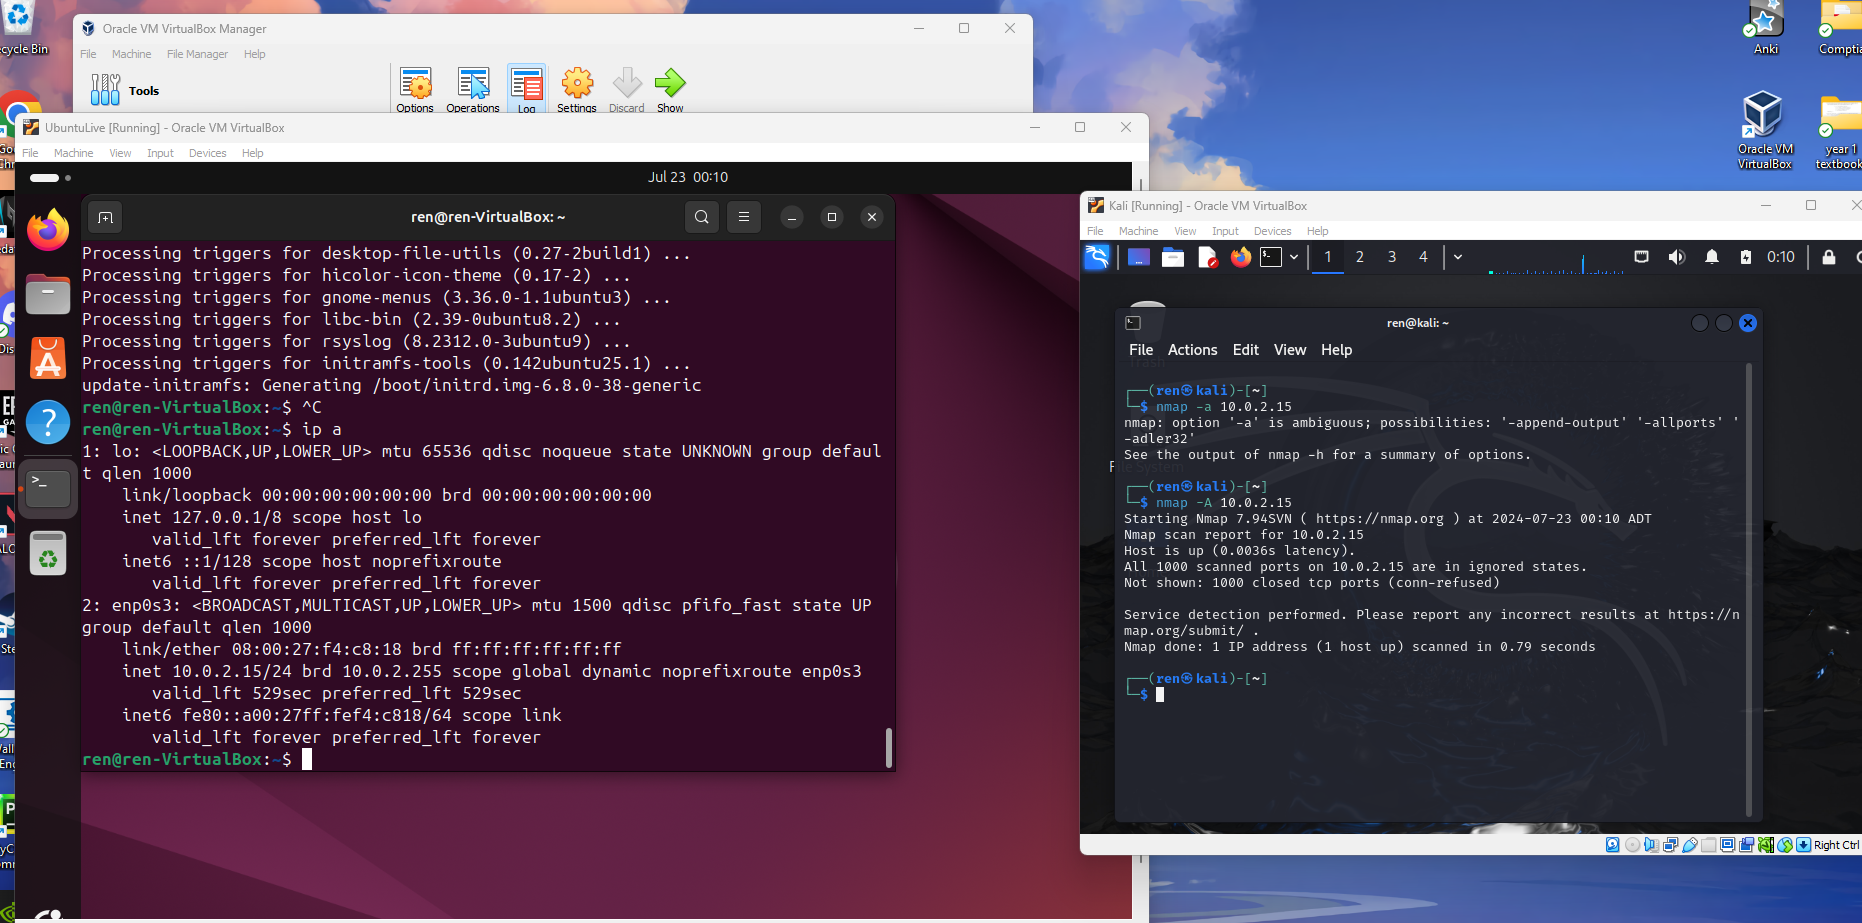 Recycle Bin
Oracle VM VirtualBox Manager
File Machine File Manager Help
Tools
Options Operations Log Settings Discard Show
UbuntuLive [Running] - Oracle VM VirtualBox
File Machine View Input Devices Help
Jul 23 00:10
ren@ren-VirtualBox: ~
Processing triggers for desktop-file-utils (0.27-2build1) ...
Processing triggers for hicolor-icon-theme (0.17-2) ...
Processing triggers for gnome-menus (3.36.0-1.1ubuntu3) ...
Processing triggers for libc-bin (2.39-0ubuntu8.2) ...
Processing triggers for rsyslog (8.2312.0-3ubuntu9) ...
Processing triggers for initramfs-tools (0.142ubuntu25.1) ...
update-initramfs: Generating /boot/initrd.img-6.8.0-38-generic
ren@ren-VirtualBox:~$ ^C
ren@ren-VirtualBox:~$ ip a
1: lo: <LOOPBACK,UP,LOWER_UP> mtu 65536 qdisc noqueue state UNKNOWN group defaul
t qlen 1000
link/loopback 00:00:00:00:00:00 brd 00:00:00:00:00:00
inet 127.0.0.1/8 scope host lo
valid_lft forever preferred_lft forever
inet6 ::1/128 scope host noprefixroute
valid_lft forever preferred_lft forever
2: enp0s3: <BROADCAST,MULTICAST,UP,LOWER_UP> mtu 1500 qdisc pfifo_fast state UP
group default qlen 1000
link/ether 08:00:27:f4:c8:18 brd ff:ff:ff:ff:ff:ff
inet 10.0.2.15/24 brd 10.0.2.255 scope global dynamic noprefixroute enp0s3
valid_lft 529sec preferred_lft 529sec
inet6 fe80::a00:27ff:fef4:c818/64 scope link
valid_lft forever preferred_lft forever
ren@ren-VirtualBox:~$
Anki
Compti
Oracle VM
VirtualBox
year 1
textbook
Kali [Running] - Oracle VM VirtualBox
File Machine View Input Devices Help
1 2 3 4
0:10
ren@kali: ~
File Actions Edit View Help
Trash
File System
┌──(ren㉿kali)-[~]
└─$ nmap -a 10.0.2.15
nmap: option '-a' is ambiguous; possibilities: '-append-output' '-allports' '
-adler32'
See the output of nmap -h for a summary of options.
┌──(ren㉿kali)-[~]
└─$ nmap -A 10.0.2.15
Starting Nmap 7.94SVN ( https://nmap.org ) at 2024-07-23 00:10 ADT
Nmap scan report for 10.0.2.15
Host is up (0.0036s latency).
All 1000 scanned ports on 10.0.2.15 are in ignored states.
Not shown: 1000 closed tcp ports (conn-refused)
Service detection performed. Please report any incorrect results at https://n
map.org/submit/ .
Nmap done: 1 IP address (1 host up) scanned in 0.79 seconds
┌──(ren㉿kali)-[~]
└─$
Right Ctrl